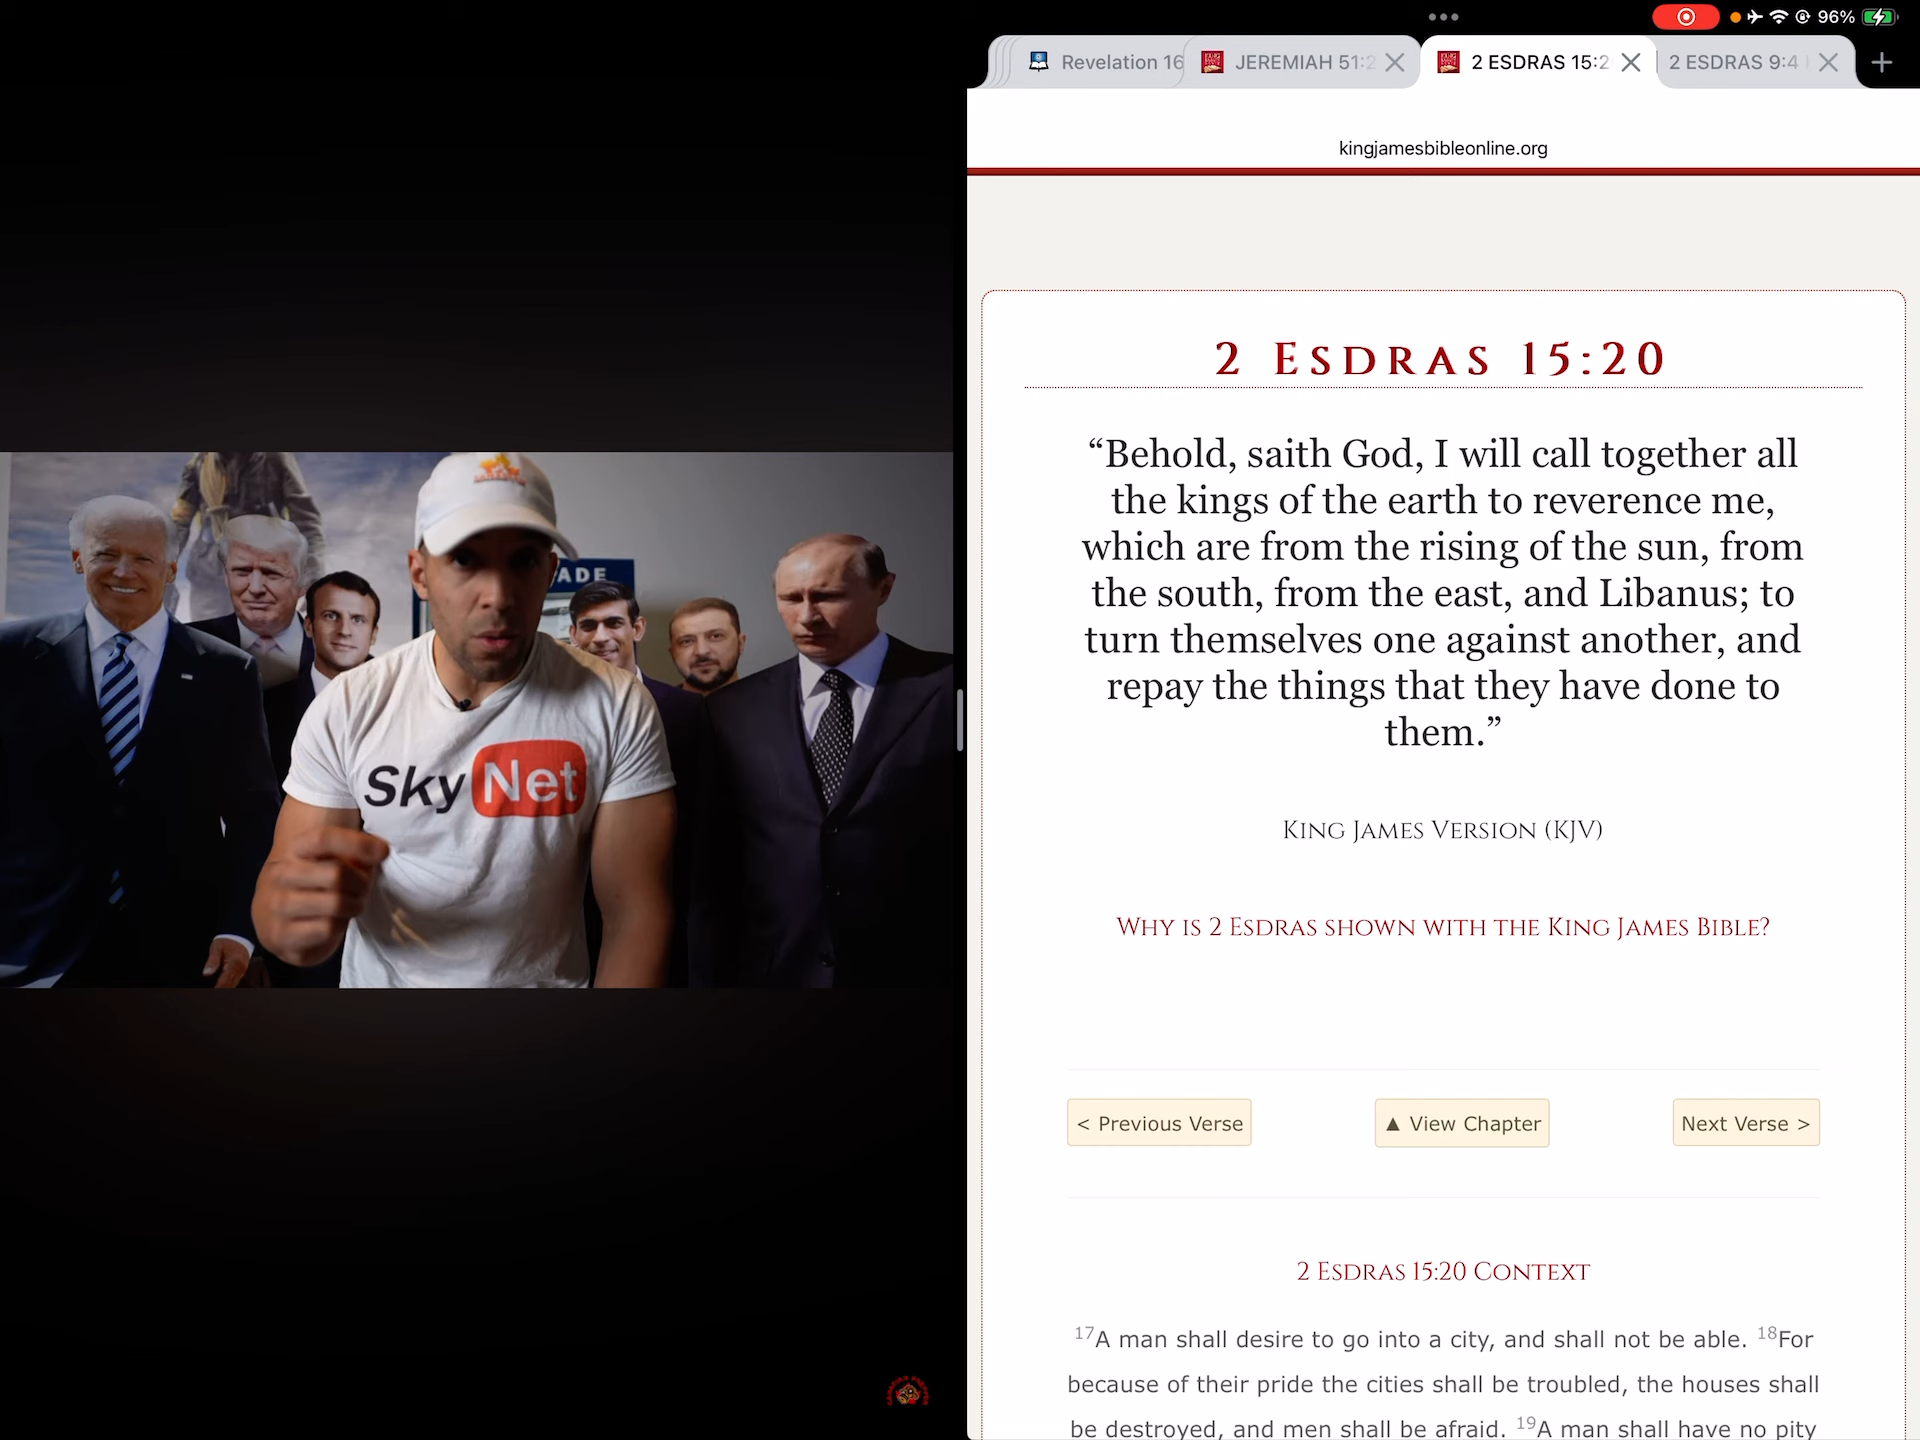 96%
Revelation 16
JEREMIAH 51:2
2 ESDRAS 15:2
2 ESDRAS 9:4
kingjamesbibleonline.org
2 ESDRAS 15:20
“Behold, saith God, I will call together all
the kings of the earth to reverence me,
which are from the rising of the sun, from
the south, from the east, and Libanus; to
turn themselves one against another, and
repay the things that they have done to
them.”
KING JAMES VERSION (KJV)
WHY IS 2 ESDRAS SHOWN WITH THE KING JAMES BIBLE?
< Previous Verse
▲ View Chapter
Next Verse >
2 ESDRAS 15:20 CONTEXT
17A man shall desire to go into a city, and shall not be able. 18For
because of their pride the cities shall be troubled, the houses shall
be destroyed, and men shall be afraid. 19A man shall have no pity
ADE
SkyNet